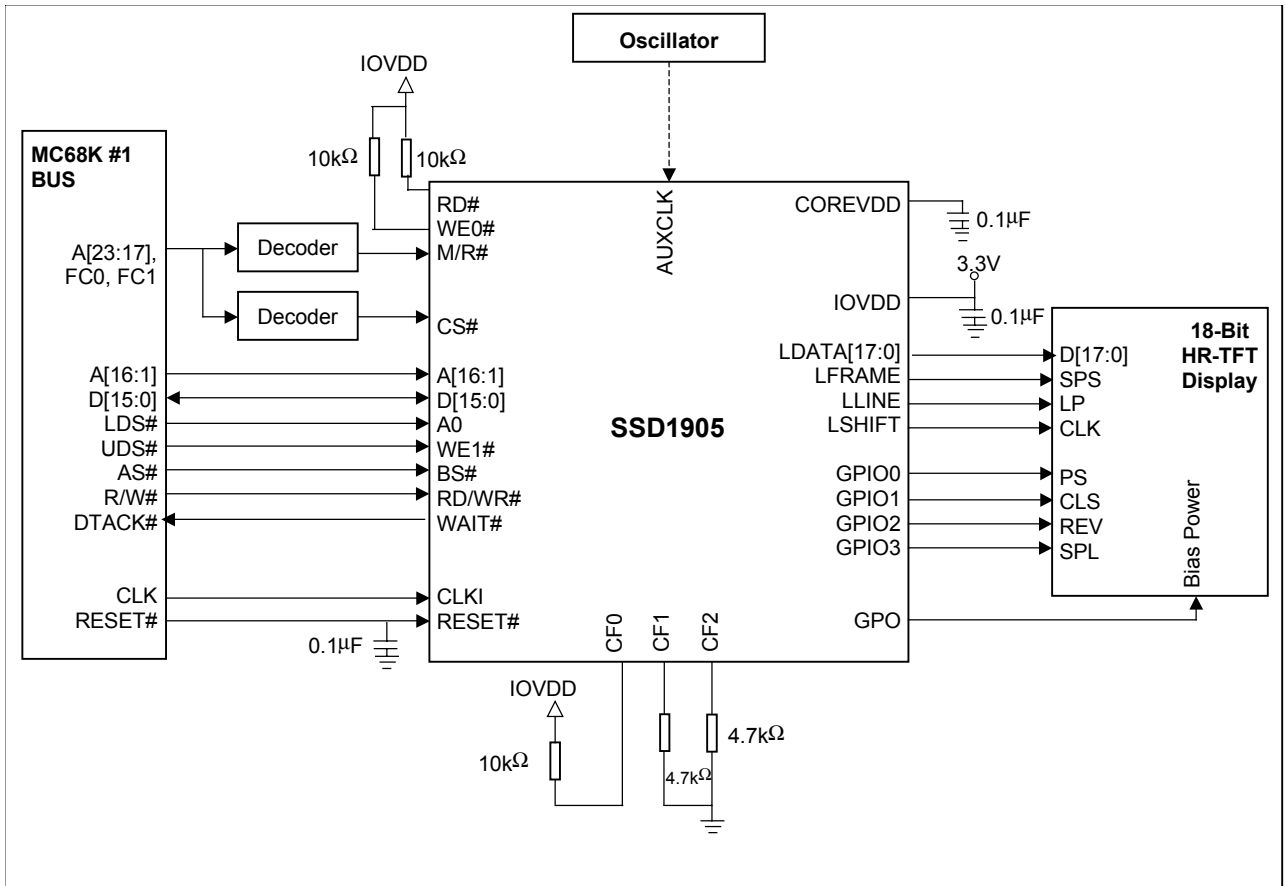 Oscillator
IOVDD
10kΩ
10kΩ
MC68K #1
BUS
A[23:17],
FC0, FC1
A[16:1]
D[15:0]
LDS#
UDS#
AS#
R/W#
DTACK#
CLK
RESET#
Decoder
Decoder
0.1μF
RD#
WE0#
M/R#
CS#
A[16:1]
D[15:0]
A0
WE1#
BS#
RD/WR#
WAIT#
CLKI
RESET#
AUXCLK
SSD1905
CF0
CF1
CF2
COREVDD
IOVDD
LDATA[17:0]
LFRAME
LLINE
LSHIFT
GPIO0
GPIO1
GPIO2
GPIO3
GPO
0.1μF
3.3V
0.1μF
18-Bit
HR-TFT
Display
D[17:0]
SPS
LP
CLK
PS
CLS
REV
SPL
Bias Power
IOVDD
10kΩ
4.7kΩ
4.7kΩ